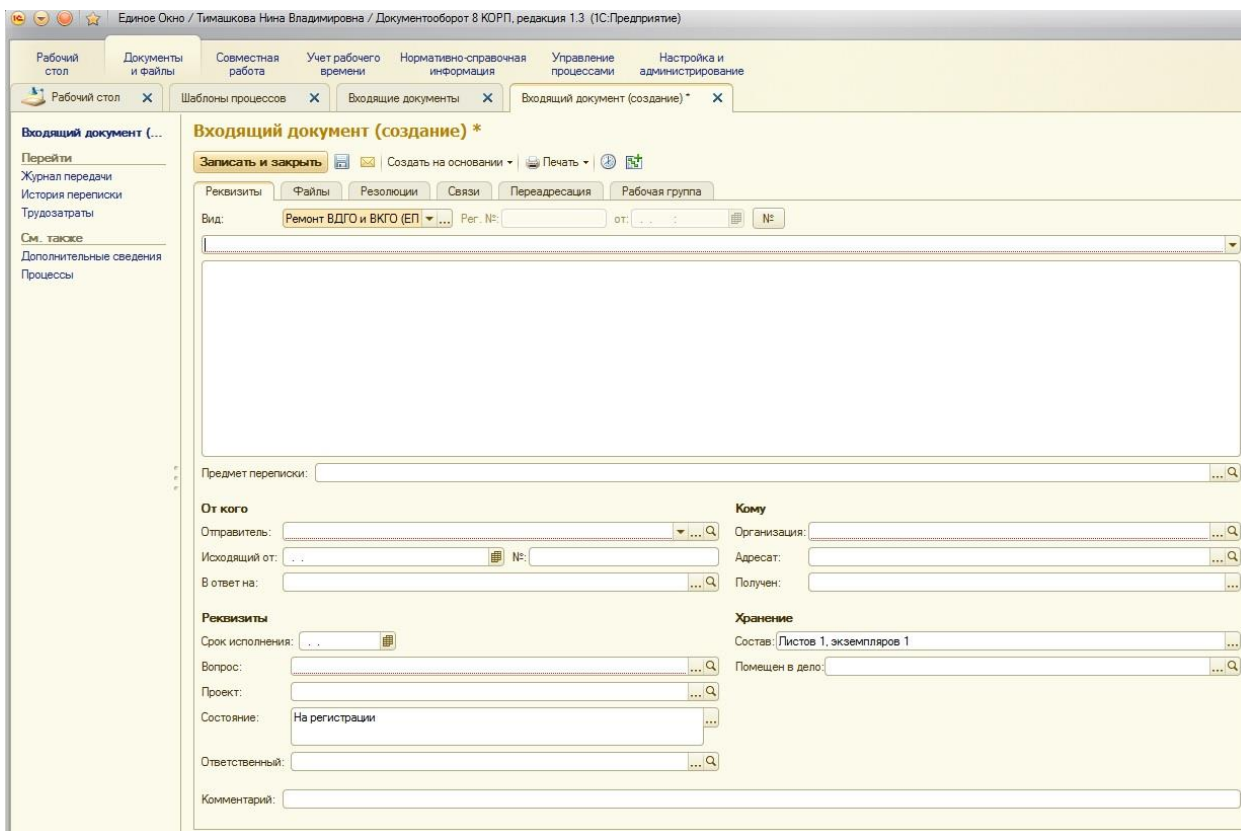 Единое Окно / Тимашкова Нина Владимировна / Документооборот 8 КОРП, редакция 1.3 (1С:Предприятие)
Рабочий стол Документы и файлы Совместная работа Учет рабочего времени Нормативно-справочная информация Управление процессами Настройка и администрирование
Рабочий стол Шаблоны процессов Входящие документы Входящий документ (создание) *
Входящий документ (...
Перейти
Журнал передачи
История переписки
Трудозатраты
См. также
Дополнительные сведения
Процессы
Входящий документ (создание) *
Записать и закрыть Создать на основании Печать
Реквизиты Файлы Резолюции Связи Переадресация Рабочая группа
Вид: Ремонт ВДГО и ВКГО (ЕП ... Рег. №: от: . . : №
Предмет переписки: ...
От кого
Отправитель: ...
Исходящий от: . . №:
В ответ на: ...
Кому
Организация: ...
Адресат: ...
Получен: ...
Реквизиты
Срок исполнения: . .
Вопрос: ...
Проект: ...
Состояние: На регистрации ...
Ответственный: ...
Хранение
Состав: Листов 1, экземпляров 1 ...
Помещен в дело: ...
Комментарий: